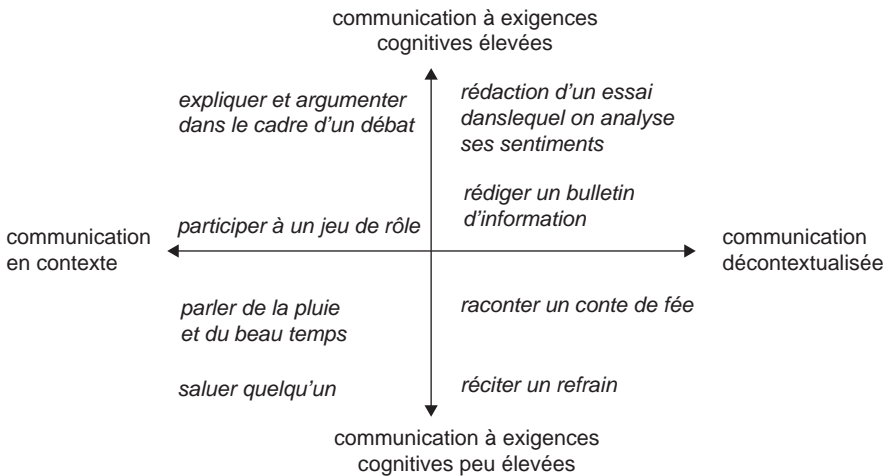 communication à exigences
cognitives élevées
expliquer et argumenter
dans le cadre d’un débat
rédaction d’un essai
danslequel on analyse
ses sentiments
rédiger un bulletin
d’information
participer à un jeu de rôle
communication
en contexte
communication
décontextualisée
parler de la pluie
et du beau temps
raconter un conte de fée
saluer quelqu’un
réciter un refrain
communication à exigences
cognitives peu élevées